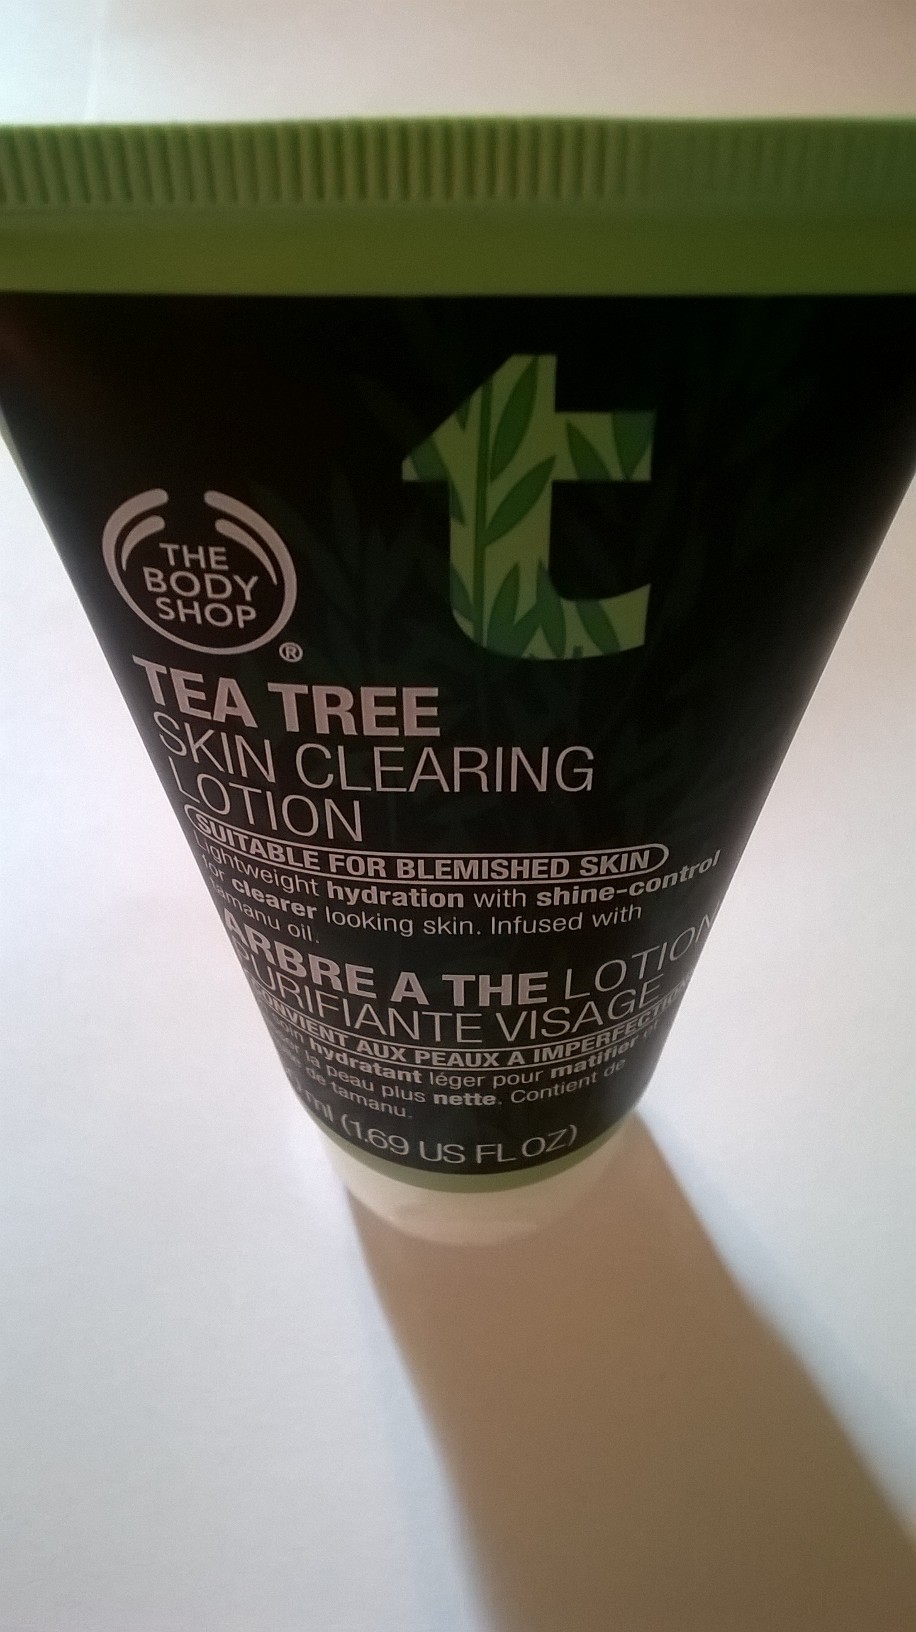 t
THE
BODY
SHOP
®
TEA TREE
SKIN CLEARING
LOTION
SUITABLE FOR BLEMISHED SKIN
Lightweight hydration with shine-control
for clearer looking skin. Infused with
tamanu oil.
ARBRE A THE LOTION
PURIFIANTE VISAGE
CONVIENT AUX PEAUX A
soin hydratant léger pour matifier et
la peau plus nette. Contient de
de tamanu.
ml (1.69 US FL OZ)